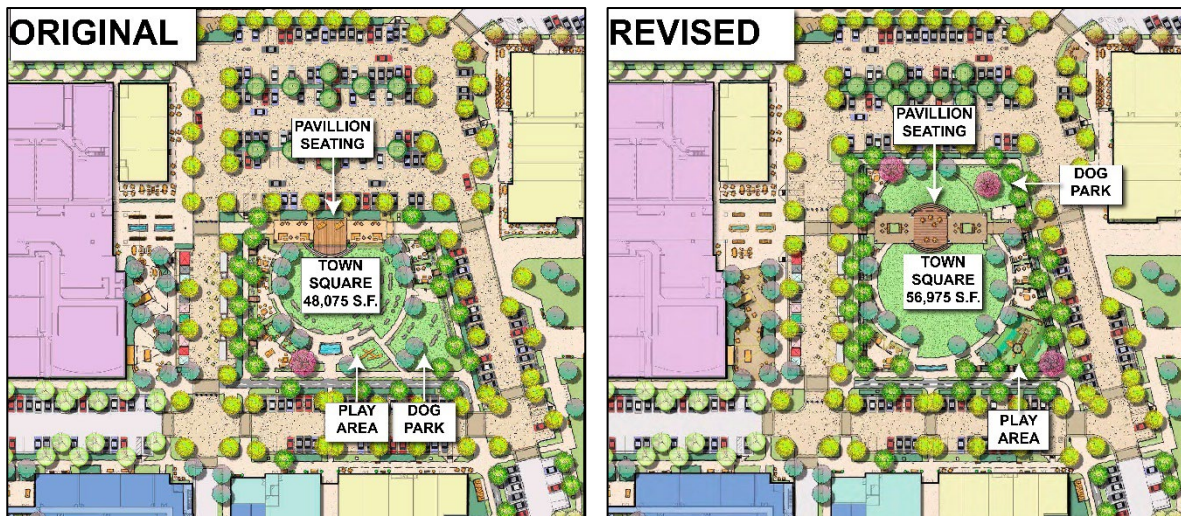 ORIGINAL
PAVILLION
SEATING
TOWN
SQUARE
48,075 S.F.
PLAY
AREA
DOG
PARK
REVISED
PAVILLION
SEATING
DOG
PARK
TOWN
SQUARE
56,975 S.F.
PLAY
AREA